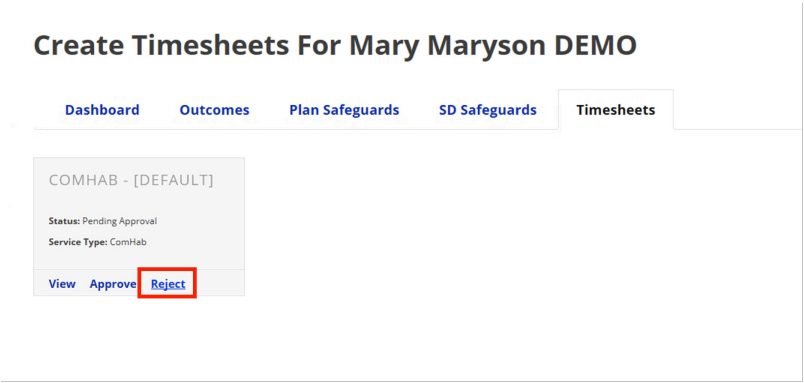 Create Timesheets For Mary Maryson DEMO
Dashboard Outcomes Plan Safeguards SD Safeguards Timesheets
COMHAB - [DEFAULT]
Status: Pending Approval
Service Type: ComHab
View Approve Reject